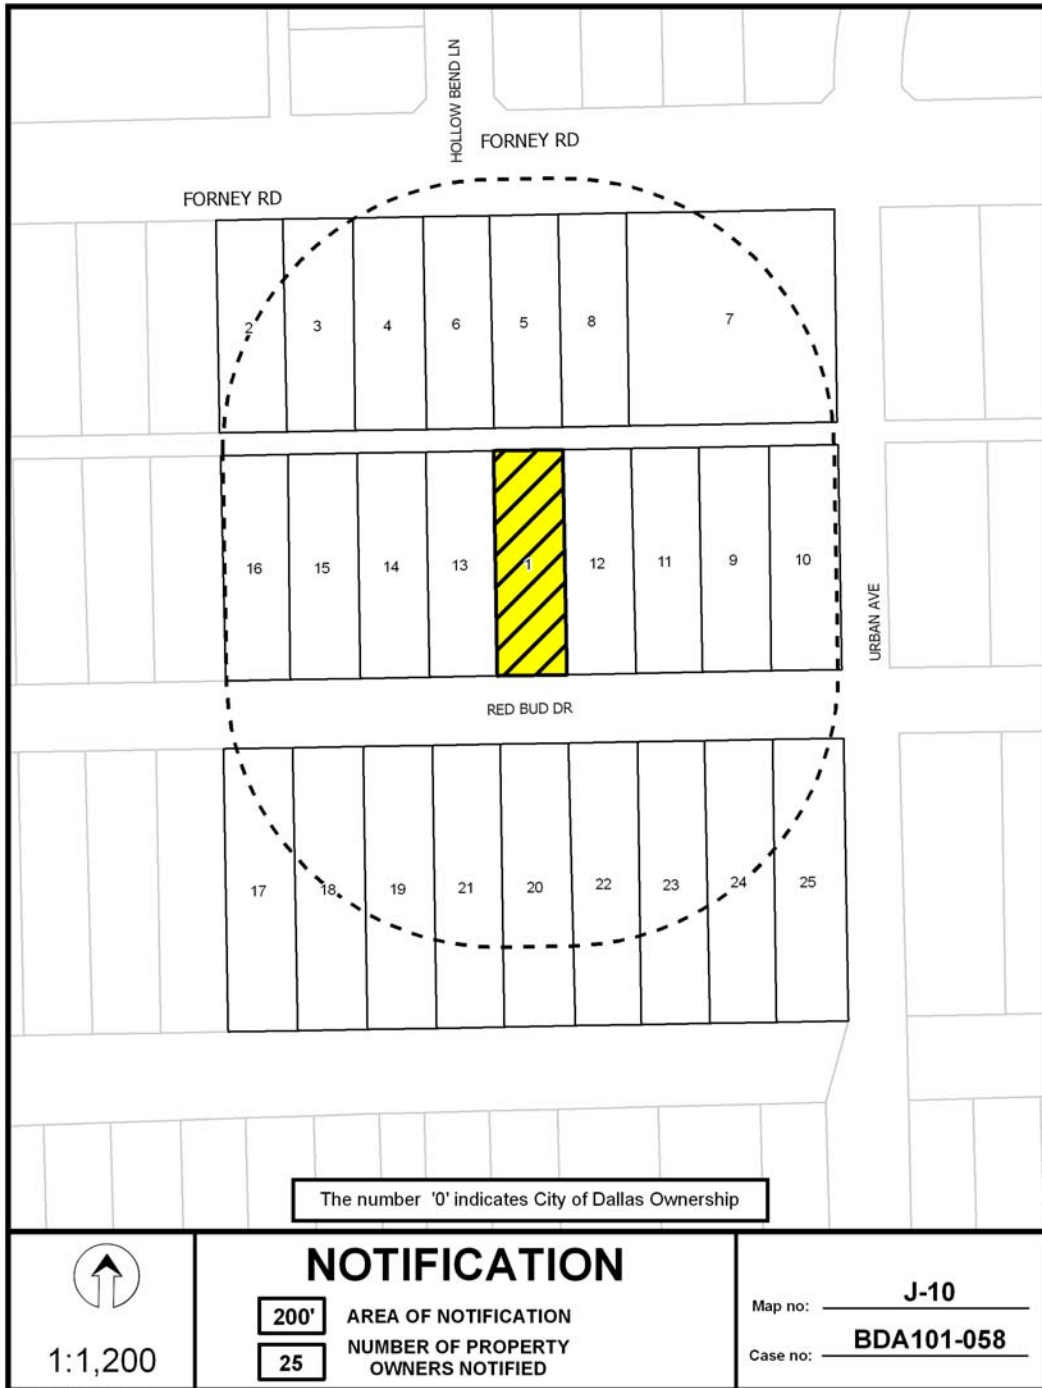 HOLLOW BEND LN
FORNEY RD
FORNEY RD
2
3
4
6
5
8
7
16
15
14
13
1
12
11
9
10
URBAN AVE
RED BUD DR
17
18
19
21
20
22
23
24
25
The number '0' indicates City of Dallas Ownership
1:1,200
NOTIFICATION
200' AREA OF NOTIFICATION
25 NUMBER OF PROPERTY
OWNERS NOTIFIED
Map no: J-10
Case no: BDA101-058